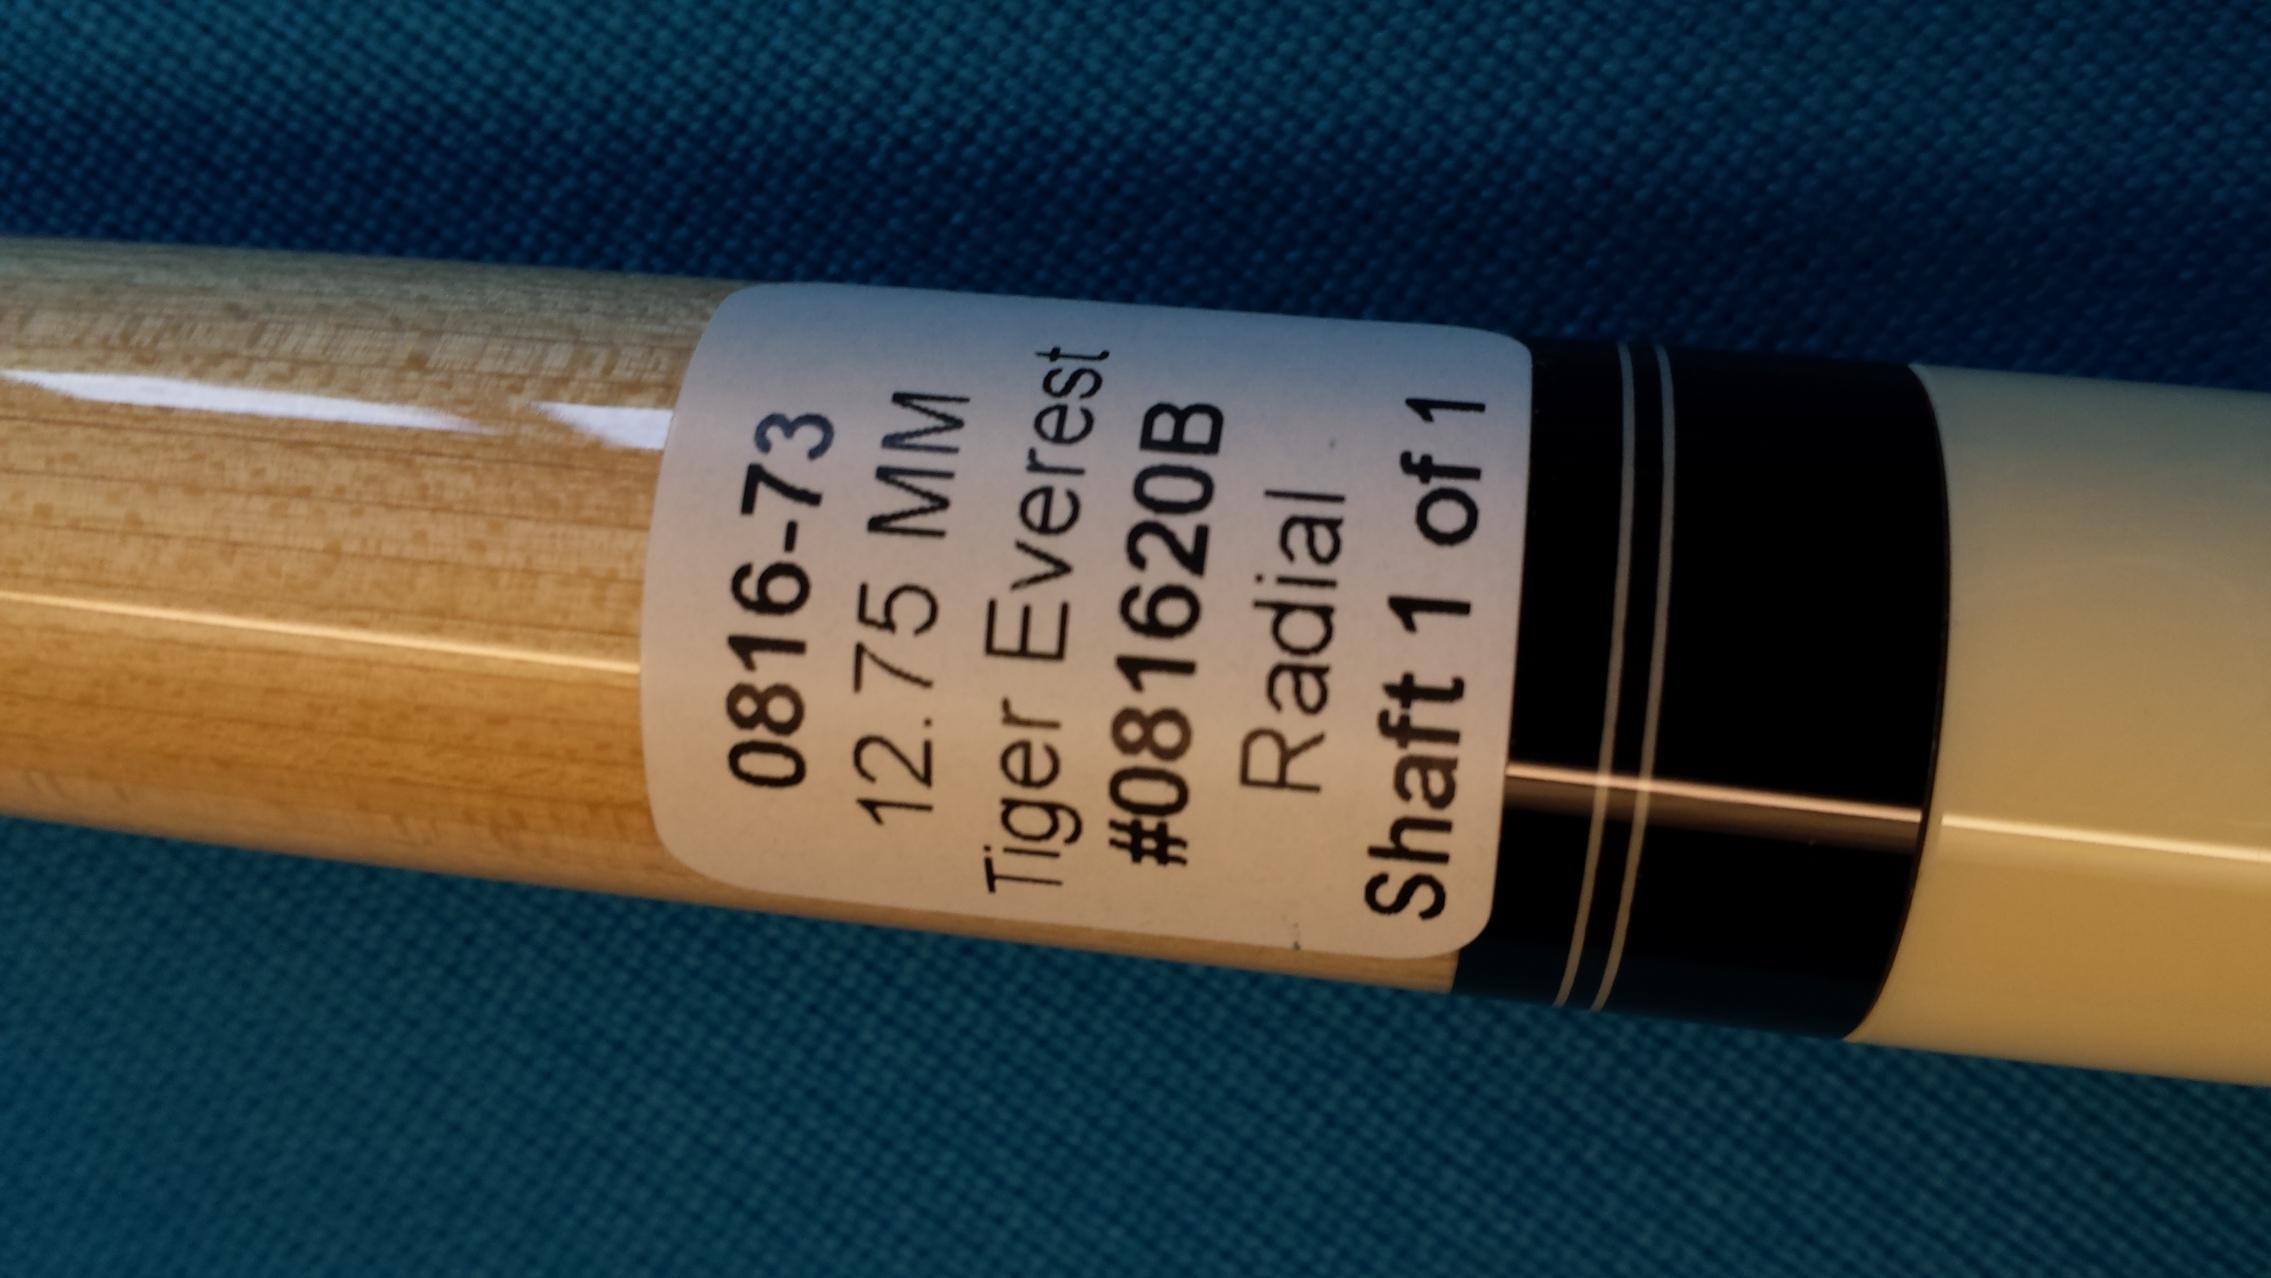 0816-73
12.75 MM
Tiger Everest
#081620B
Radial
Shaft 1 of 1